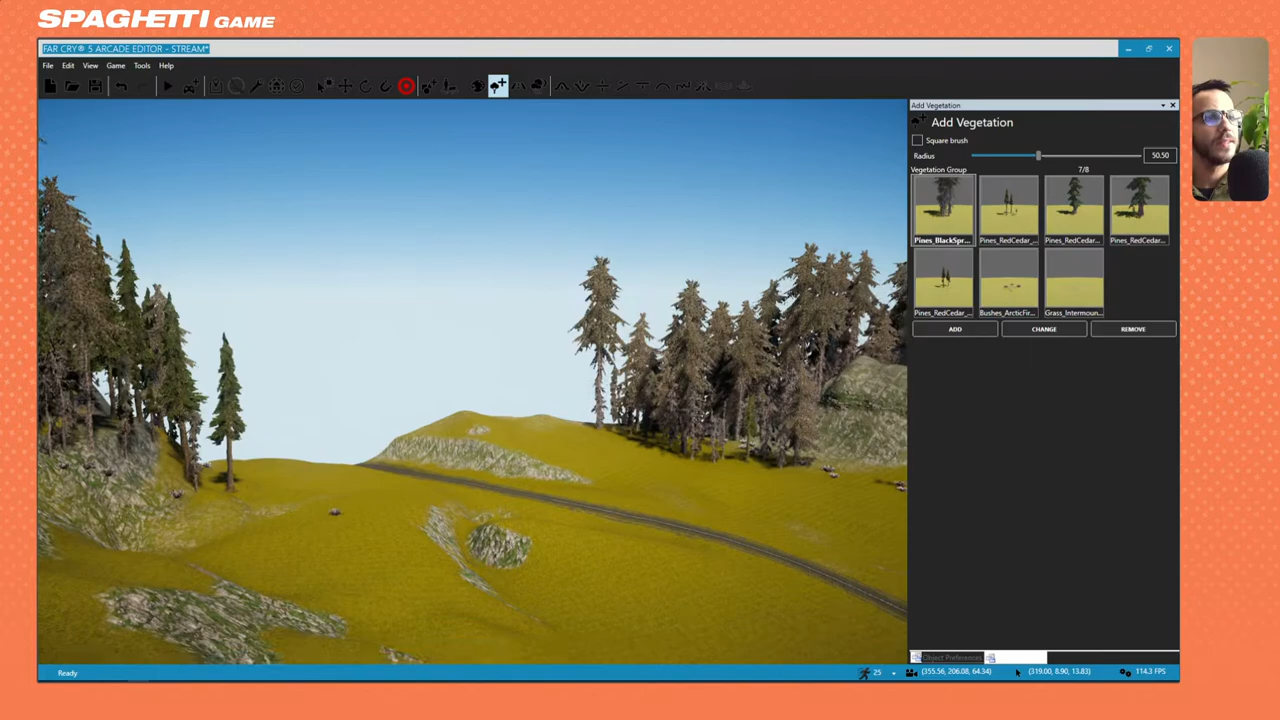 SPAGHETTI GAME
FAR CRY® 5 ARCADE EDITOR - STREAM*
File Edit View Game Tools Help
Add Vegetation
Add Vegetation
Square brush
Radius 50.50
Vegetation Group 7/8
Pines_BlackSpr... Pines_RedCedar_... Pines_RedCedar... Pines_RedCedar...
Pines_RedCedar_... Bushes_ArcticFir... Grass_Intermoun...
ADD CHANGE REMOVE
Object Preferences
Ready 25 (355.56, 206.08, 64.34) (319.00, 8.90, 13.83) 114.3 FPS